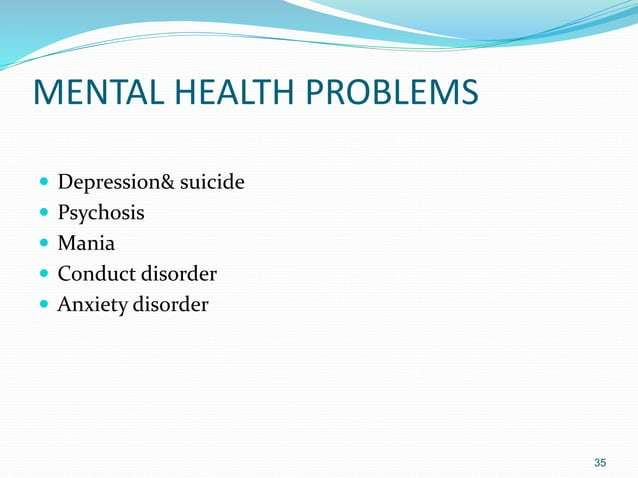 MENTAL HEALTH PROBLEMS
Depression& suicide
Psychosis
Mania
Conduct disorder
Anxiety disorder
35